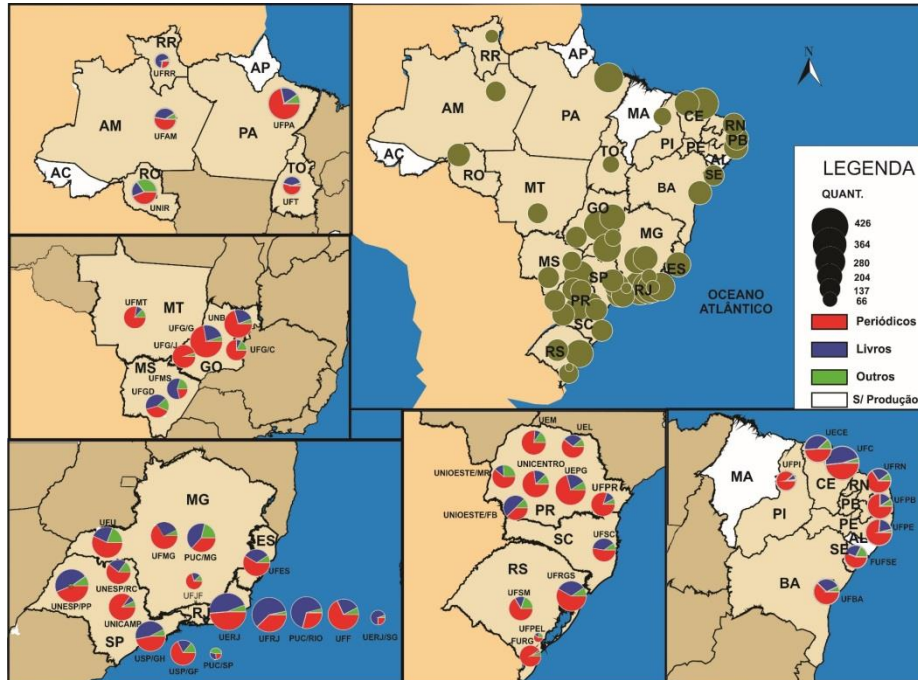 RR
UFRR
AP
AM
UFAM
PA
UFPA
AC
RO
UNIR
TO
UFT
RR
AP
AM
PA
MA
CE
RN
PB
PI
PE
AL
SE
TO
AC
RO
BA
MT
GO
MG
MS
ES
SP
RJ
PR
SC
RS
OCEANO
ATLÂNTICO
N
LEGENDA
QUANT.
426
364
280
204
137
66
Periódicos
Livros
Outros
S/ Produção
UFMT
MT
UNB
UFG/G
UFG/J
UFG/C
GO
MS
UFMS
UFGD
MG
UFU
UFMG
PUC/MG
ES
UFES
UNESP/RC
UNESP/PP
UFJF
UNICAMP
SP
USP/GH
USP/GF
PUC/SP
UERJ
UFRJ
PUC/RIO
UFF
UERJ/SG
UEM
UEL
UNIOESTE/MR
UNICENTRO
UEPG
UFPR
UNIOESTE/FB
PR
SC
UFSC
RS
UFRGS
UFSM
UFPEL
FURG
UECE
UFC
UFPI
UFRN
MA
CE
RN
PB
UFPB
PI
PE
UFPE
AL
SE
FUFSE
BA
UFBA